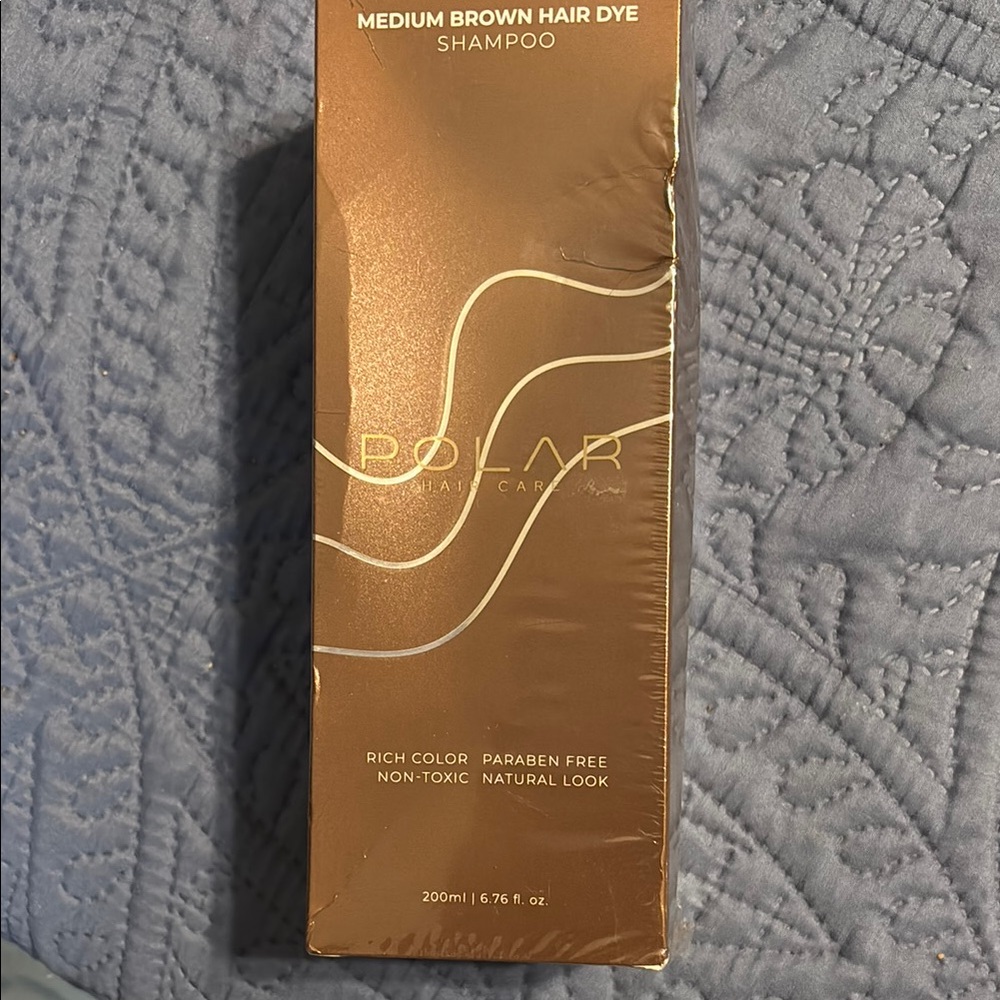 MEDIUM BROWN HAIR DYE
SHAMPOO
POLAR
HAIR CARE
RICH COLOR PARABEN FREE
NON-TOXIC NATURAL LOOK
200ml | 6.76 fl. oz.